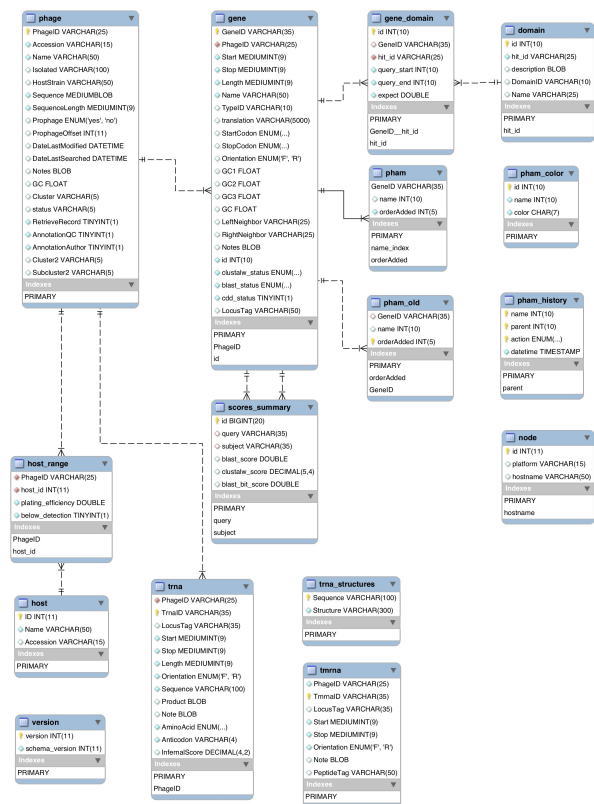 phage
PhageID VARCHAR(25)
Accession VARCHAR(15)
Name VARCHAR(50)
Isolated VARCHAR(100)
HostStrain VARCHAR(50)
Sequence MEDIUMBLOB
SequenceLength MEDIUMINT(9)
Prophage ENUM('yes', 'no')
ProphageOffset INT(11)
DateLastModified DATETIME
DateLastSearched DATETIME
Notes BLOB
GC FLOAT
Cluster VARCHAR(5)
status VARCHAR(5)
RetrieveRecord TINYINT(1)
AnnotationQC TINYINT(1)
AnnotationAuthor TINYINT(1)
Cluster2 VARCHAR(5)
Subcluster2 VARCHAR(5)
Indexes
PRIMARY
gene
GeneID VARCHAR(35)
PhageID VARCHAR(25)
Start MEDIUMINT(9)
Stop MEDIUMINT(9)
Length MEDIUMINT(9)
Name VARCHAR(50)
TypeID VARCHAR(10)
translation VARCHAR(5000)
StartCodon ENUM(...)
StopCodon ENUM(...)
Orientation ENUM('F', 'R')
GC1 FLOAT
GC2 FLOAT
GC3 FLOAT
GC FLOAT
LeftNeighbor VARCHAR(25)
RightNeighbor VARCHAR(25)
Notes BLOB
id INT(10)
clustalw_status ENUM(...)
blast_status ENUM(...)
cdd_status TINYINT(1)
LocusTag VARCHAR(50)
Indexes
PRIMARY
PhageID
id
gene_domain
id INT(10)
GeneID VARCHAR(35)
hit_id VARCHAR(25)
query_start INT(10)
query_end INT(10)
expect DOUBLE
Indexes
PRIMARY
GeneID__hit_id
hit_id
domain
id INT(10)
hit_id VARCHAR(25)
description BLOB
DomainID VARCHAR(10)
Name VARCHAR(25)
Indexes
PRIMARY
hit_id
pham
GeneID VARCHAR(35)
name INT(10)
orderAdded INT(5)
Indexes
PRIMARY
name_index
orderAdded
pham_color
id INT(10)
name INT(10)
color CHAR(7)
Indexes
PRIMARY
pham_old
GeneID VARCHAR(35)
name INT(10)
orderAdded INT(5)
Indexes
PRIMARY
orderAdded
GeneID
pham_history
name INT(10)
parent INT(10)
action ENUM(...)
datetime TIMESTAMP
Indexes
PRIMARY
parent
scores_summary
id BIGINT(20)
query VARCHAR(35)
subject VARCHAR(35)
blast_score DOUBLE
clustalw_score DECIMAL(5,4)
blast_bit_score DOUBLE
Indexes
PRIMARY
query
subject
node
id INT(11)
platform VARCHAR(15)
hostname VARCHAR(50)
Indexes
PRIMARY
hostname
host_range
PhageID VARCHAR(25)
host_id INT(11)
plating_efficiency DOUBLE
below_detection TINYINT(1)
Indexes
PhageID
host_id
host
ID INT(11)
Name VARCHAR(50)
Accession VARCHAR(15)
Indexes
PRIMARY
version
version INT(11)
schema_version INT(11)
Indexes
PRIMARY
trna
PhageID VARCHAR(25)
TrnaID VARCHAR(35)
LocusTag VARCHAR(35)
Start MEDIUMINT(9)
Stop MEDIUMINT(9)
Length MEDIUMINT(9)
Orientation ENUM('F', 'R')
Sequence VARCHAR(100)
Product BLOB
Note BLOB
AminoAcid ENUM(...)
Anticodon VARCHAR(4)
InfernalScore DECIMAL(4,2)
Indexes
PRIMARY
PhageID
trna_structures
Sequence VARCHAR(100)
Structure VARCHAR(300)
Indexes
PRIMARY
tmrna
PhageID VARCHAR(25)
TmrnaID VARCHAR(35)
LocusTag VARCHAR(35)
Start MEDIUMINT(9)
Stop MEDIUMINT(9)
Orientation ENUM('F', 'R')
Note BLOB
PeptideTag VARCHAR(50)
Indexes
PRIMARY